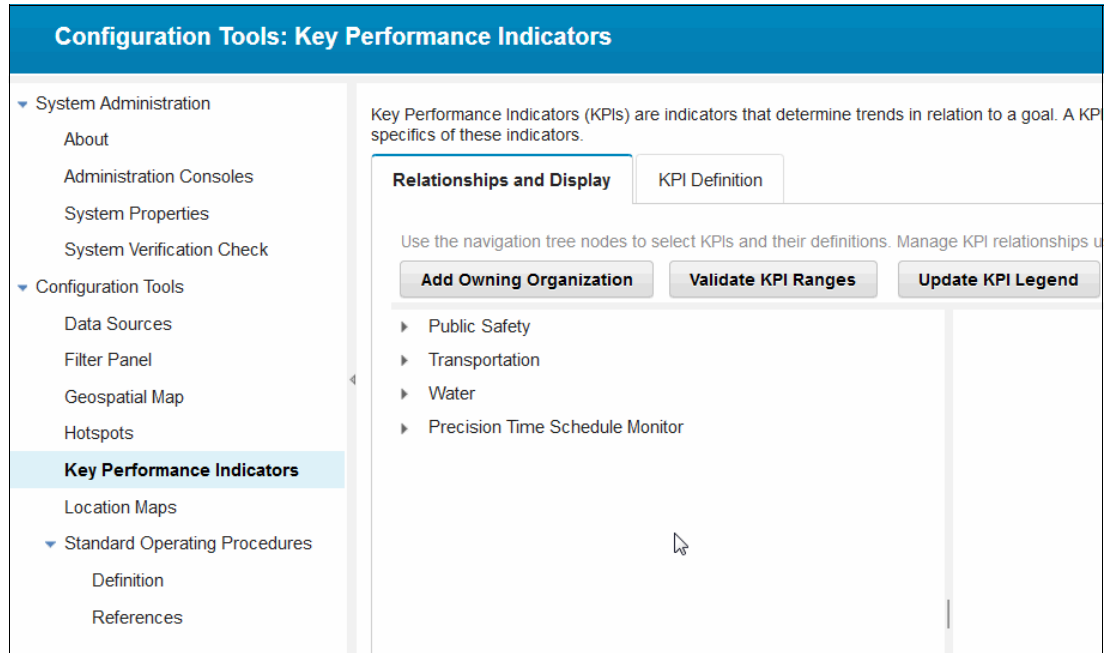 Configuration Tools: Key Performance Indicators
System Administration
About
Administration Consoles
System Properties
System Verification Check
Configuration Tools
Data Sources
Filter Panel
Geospatial Map
Hotspots
Key Performance Indicators
Location Maps
Standard Operating Procedures
Definition
References
Key Performance Indicators (KPIs) are indicators that determine trends in relation to a goal. A KPI
specifics of these indicators.
Relationships and Display
KPI Definition
Use the navigation tree nodes to select KPIs and their definitions. Manage KPI relationships u
Add Owning Organization
Validate KPI Ranges
Update KPI Legend
Public Safety
Transportation
Water
Precision Time Schedule Monitor